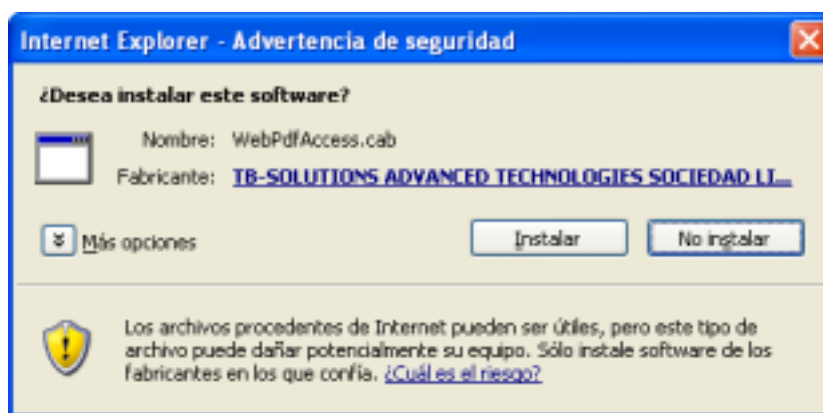 Internet Explorer - Advertencia de seguridad
¿Desea instalar este software?
Nombre: WebPdfAccess.cab
Fabricante: TB-SOLUTIONS ADVANCED TECHNOLOGIES SOCIEDAD LI...
Más opciones Instalar No instalar
Los archivos procedentes de Internet pueden ser útiles, pero este tipo de
archivo puede dañar potencialmente su equipo. Sólo instale software de los
fabricantes en los que confía. ¿Cuál es el riesgo?